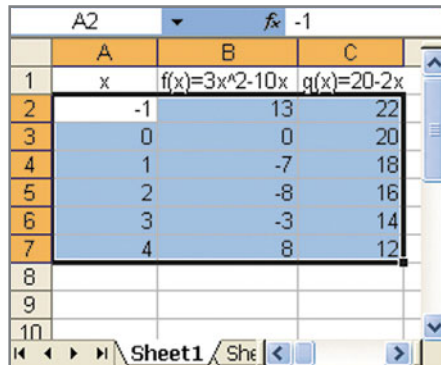 A2 fx -1
A B C
1 x f(x)=3x^2-10x g(x)=20-2x
2 -1 13 22
3 0 0 20
4 1 -7 18
5 2 -8 16
6 3 -3 14
7 4 8 12
8
9
10
Sheet1 She